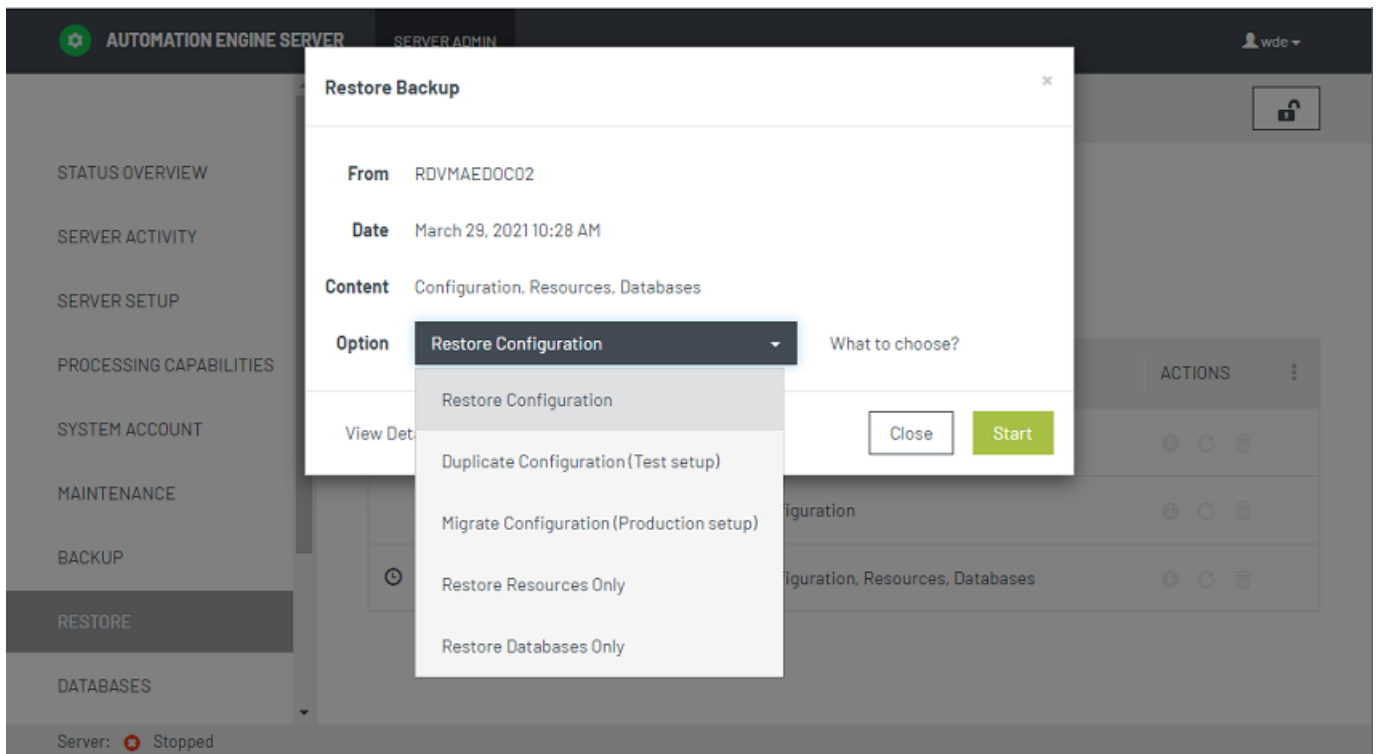 AUTOMATION ENGINE SERVER
SERVER ADMIN
wde
Restore Backup
×
STATUS OVERVIEW
SERVER ACTIVITY
SERVER SETUP
PROCESSING CAPABILITIES
SYSTEM ACCOUNT
MAINTENANCE
BACKUP
RESTORE
DATABASES
From RDVMAEDOC02
Date March 29, 2021 10:28 AM
Content Configuration, Resources, Databases
Option Restore Configuration What to choose?
Restore Configuration
Duplicate Configuration (Test setup)
Migrate Configuration (Production setup)
Restore Resources Only
Restore Databases Only
View Det
Close Start
ACTIONS
figuration
figuration, Resources, Databases
Server: Stopped